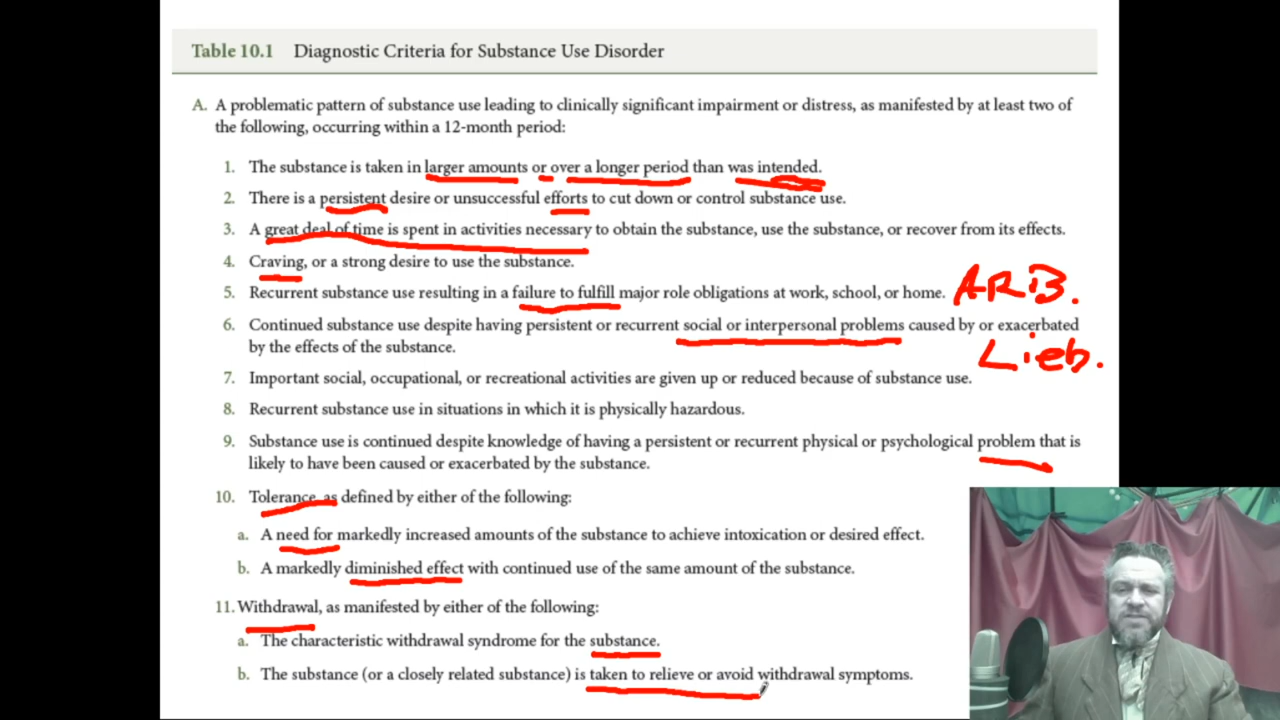 Table 10.1 Diagnostic Criteria for Substance Use Disorder
A. A problematic pattern of substance use leading to clinically significant impairment or distress, as manifested by at least two of
the following, occurring within a 12-month period:
1. The substance is taken in larger amounts or over a longer period than was intended.
2. There is a persistent desire or unsuccessful efforts to cut down or control substance use.
3. A great deal of time is spent in activities necessary to obtain the substance, use the substance, or recover from its effects.
4. Craving, or a strong desire to use the substance.
5. Recurrent substance use resulting in a failure to fulfill major role obligations at work, school, or home.
ARIB.
6. Continued substance use despite having persistent or recurrent social or interpersonal problems caused by or exacerbated
by the effects of the substance.
Lieb.
7. Important social, occupational, or recreational activities are given up or reduced because of substance use.
8. Recurrent substance use in situations in which it is physically hazardous.
9. Substance use is continued despite knowledge of having a persistent or recurrent physical or psychological problem that is
likely to have been caused or exacerbated by the substance.
10. Tolerance, as defined by either of the following:
a. A need for markedly increased amounts of the substance to achieve intoxication or desired effect.
b. A markedly diminished effect with continued use of the same amount of the substance.
11. Withdrawal, as manifested by either of the following:
a. The characteristic withdrawal syndrome for the substance.
b. The substance (or a closely related substance) is taken to relieve or avoid withdrawal symptoms.